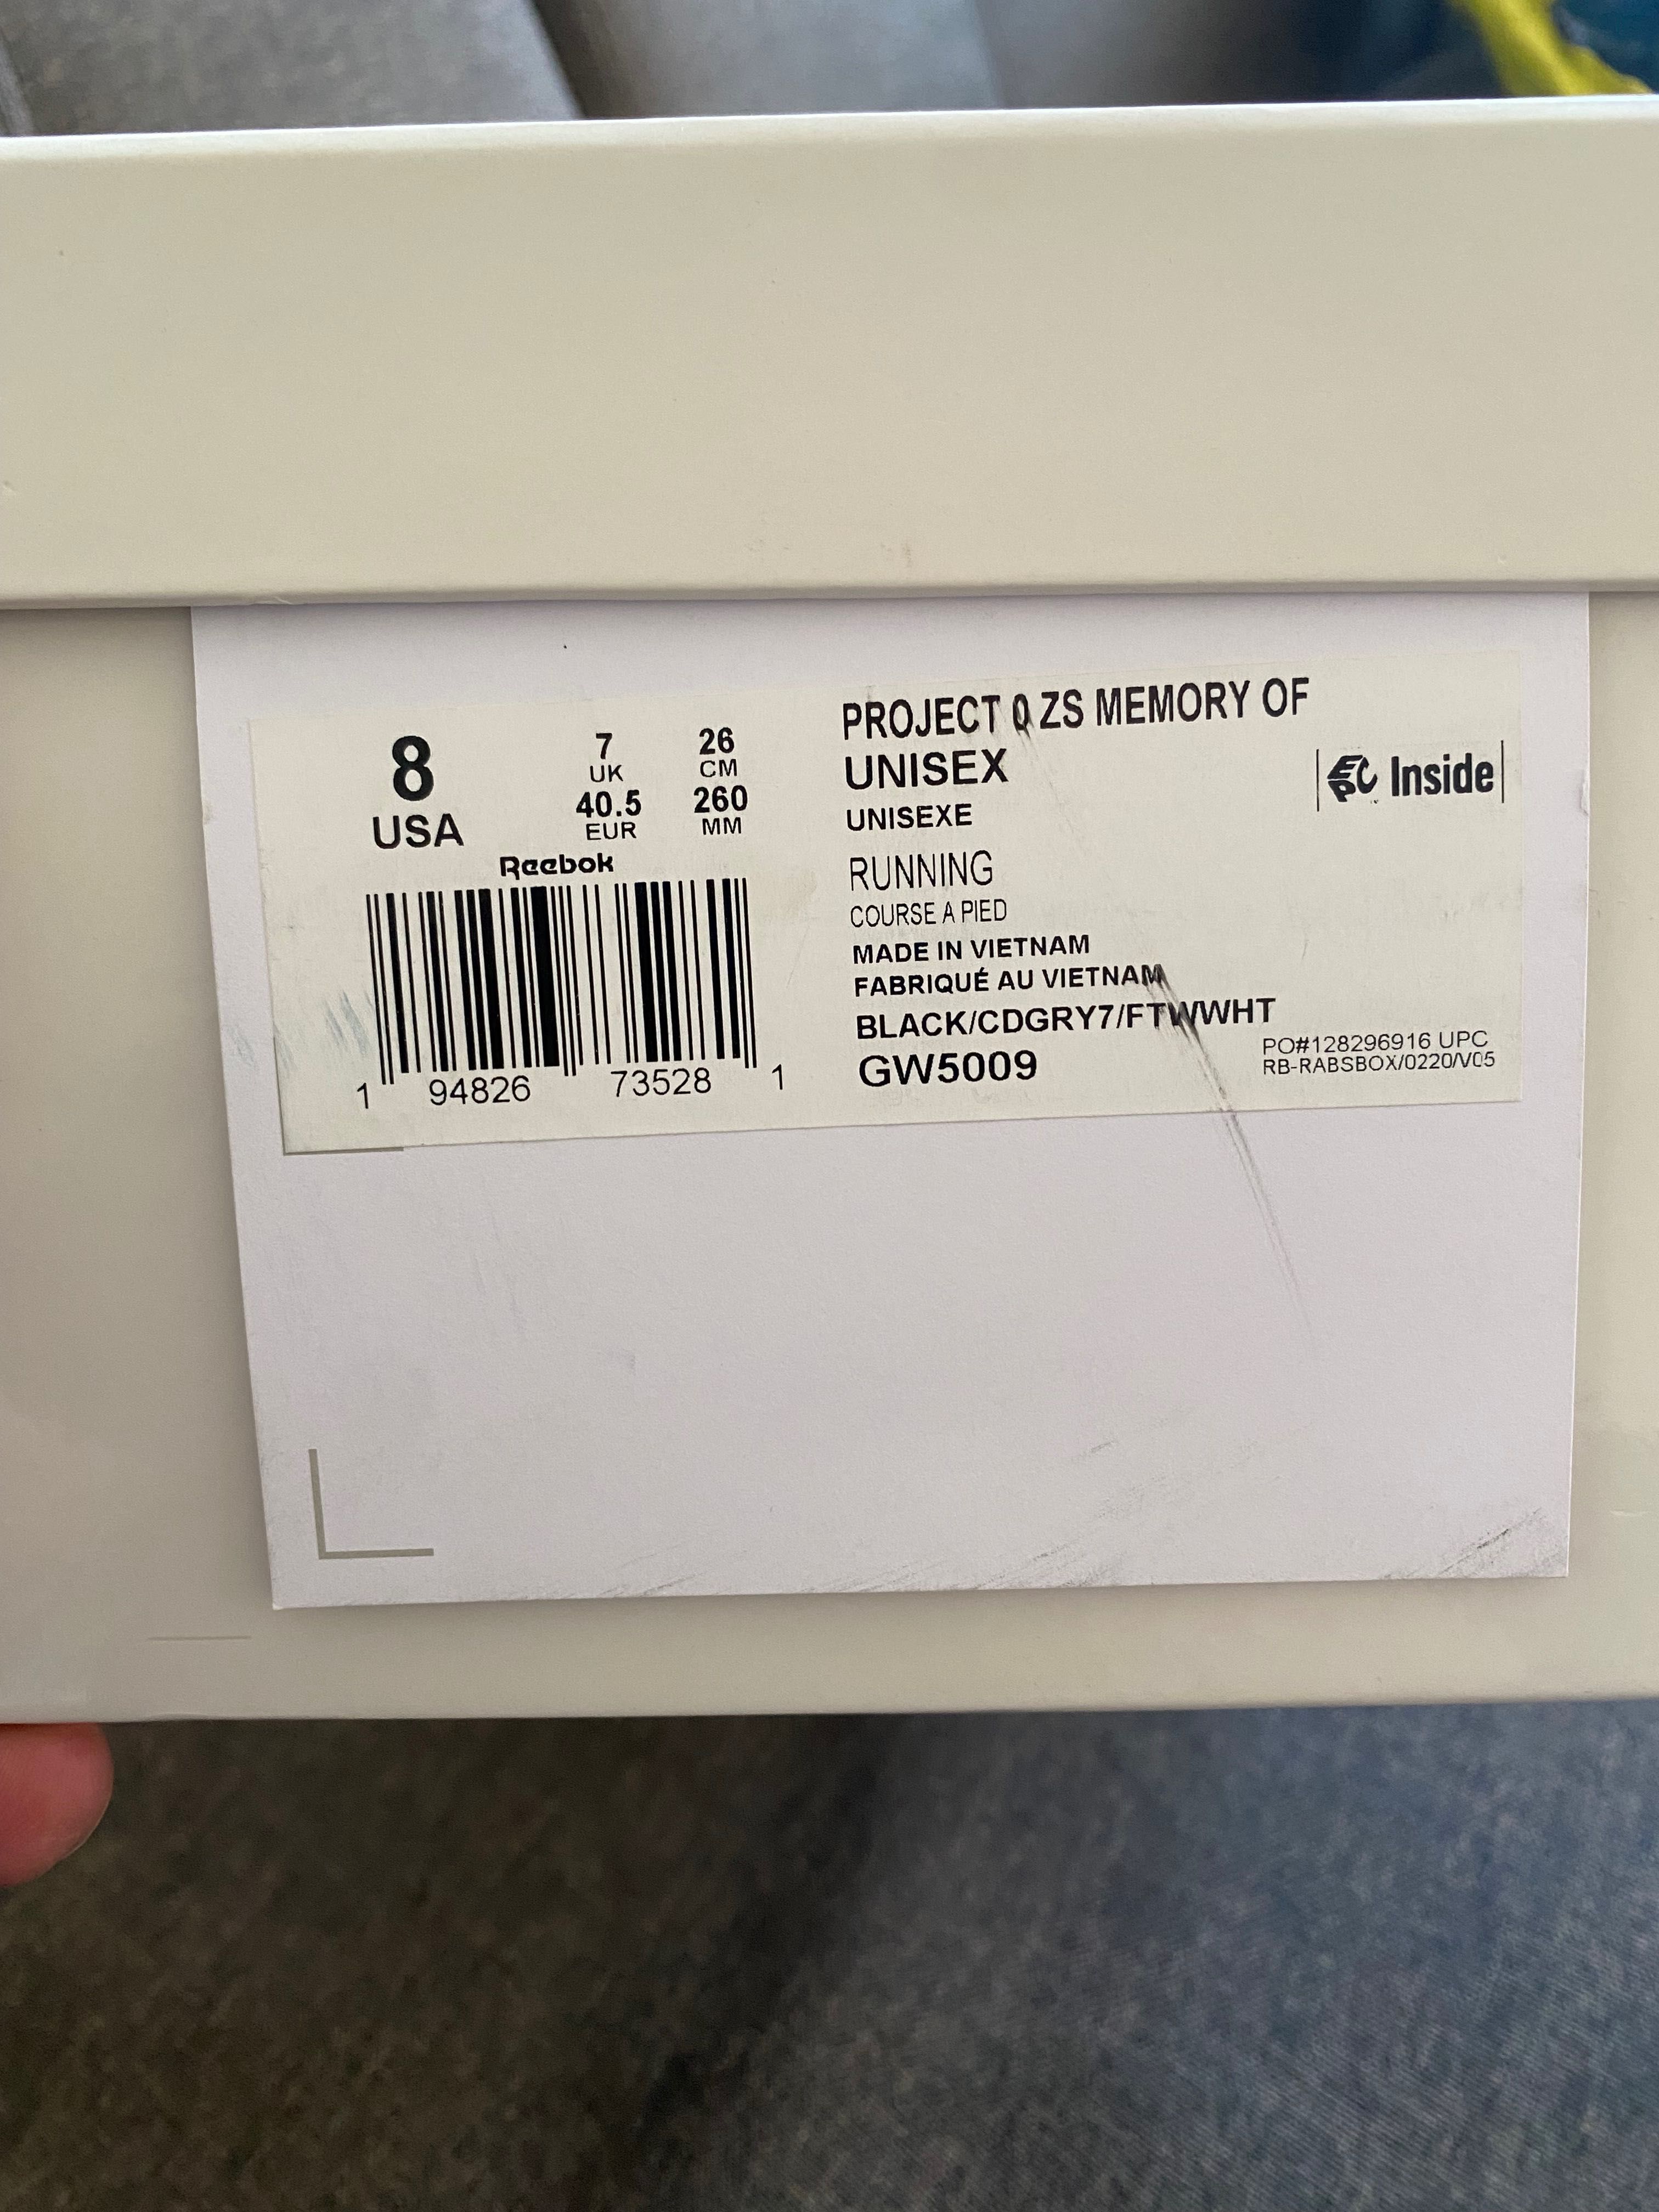 8
USA
7
UK
40.5
EUR
26
CM
260
MM
Reebok
1 94826 73528 1
PROJECT 0 ZS MEMORY OF
UNISEX
UNISEXE
RUNNING
COURSE A PIED
MADE IN VIETNAM
FABRIQUÉ AU VIETNAM
BLACK/CDGRY7/FTWWHT
GW5009
EPC Inside
PO#128296916 UPC
RB-RABSBOX/0220/V05